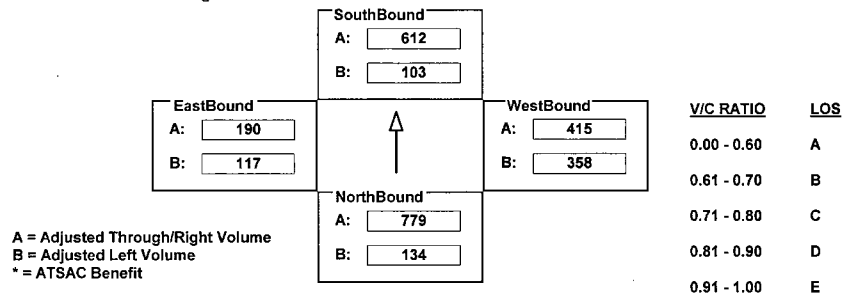 SouthBound
A: 612
B: 103
EastBound
A: 190
B: 117
WestBound
A: 415
B: 358
NorthBound
A: 779
B: 134
A = Adjusted Through/Right Volume
B = Adjusted Left Volume
* = ATSAC Benefit
V/C RATIO LOS
0.00 - 0.60 A
0.61 - 0.70 B
0.71 - 0.80 C
0.81 - 0.90 D
0.91 - 1.00 E